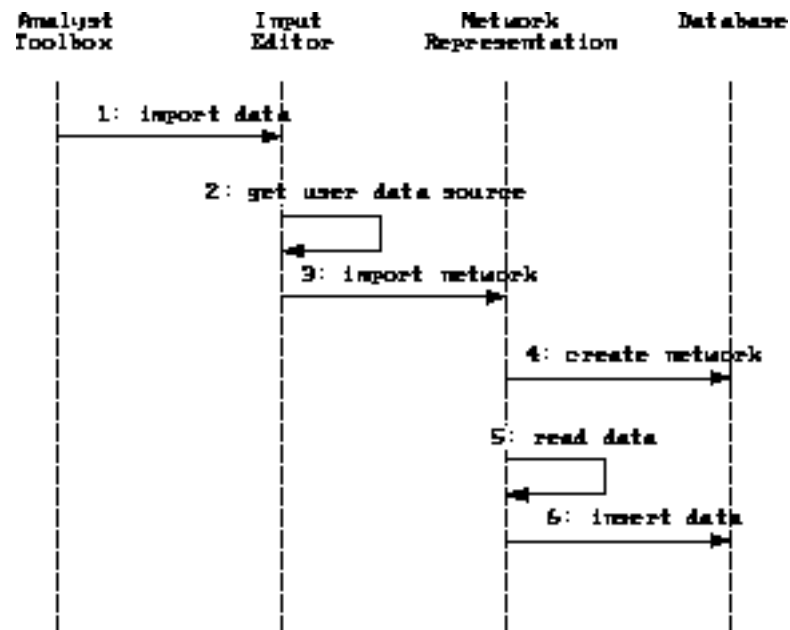 Analyst Input Network Database
Toolbox Editor Representation
1: import data
2: get user data source
3: import network
4: create network
5: read data
6: insert data